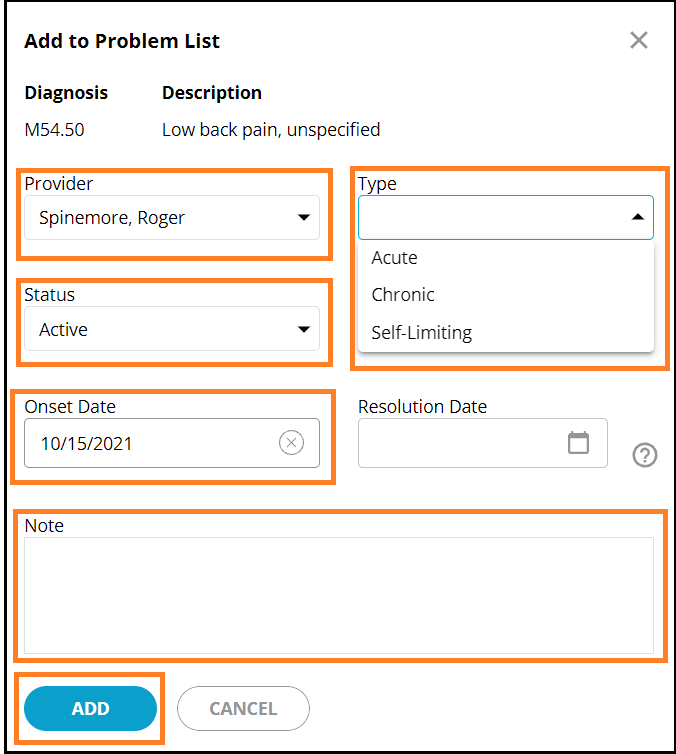 Add to Problem List
Diagnosis Description
M54.50 Low back pain, unspecified
Provider Type
Spinemore, Roger
Acute
Status Chronic
Active Self-Limiting
Onset Date Resolution Date
10/15/2021
Note
ADD CANCEL